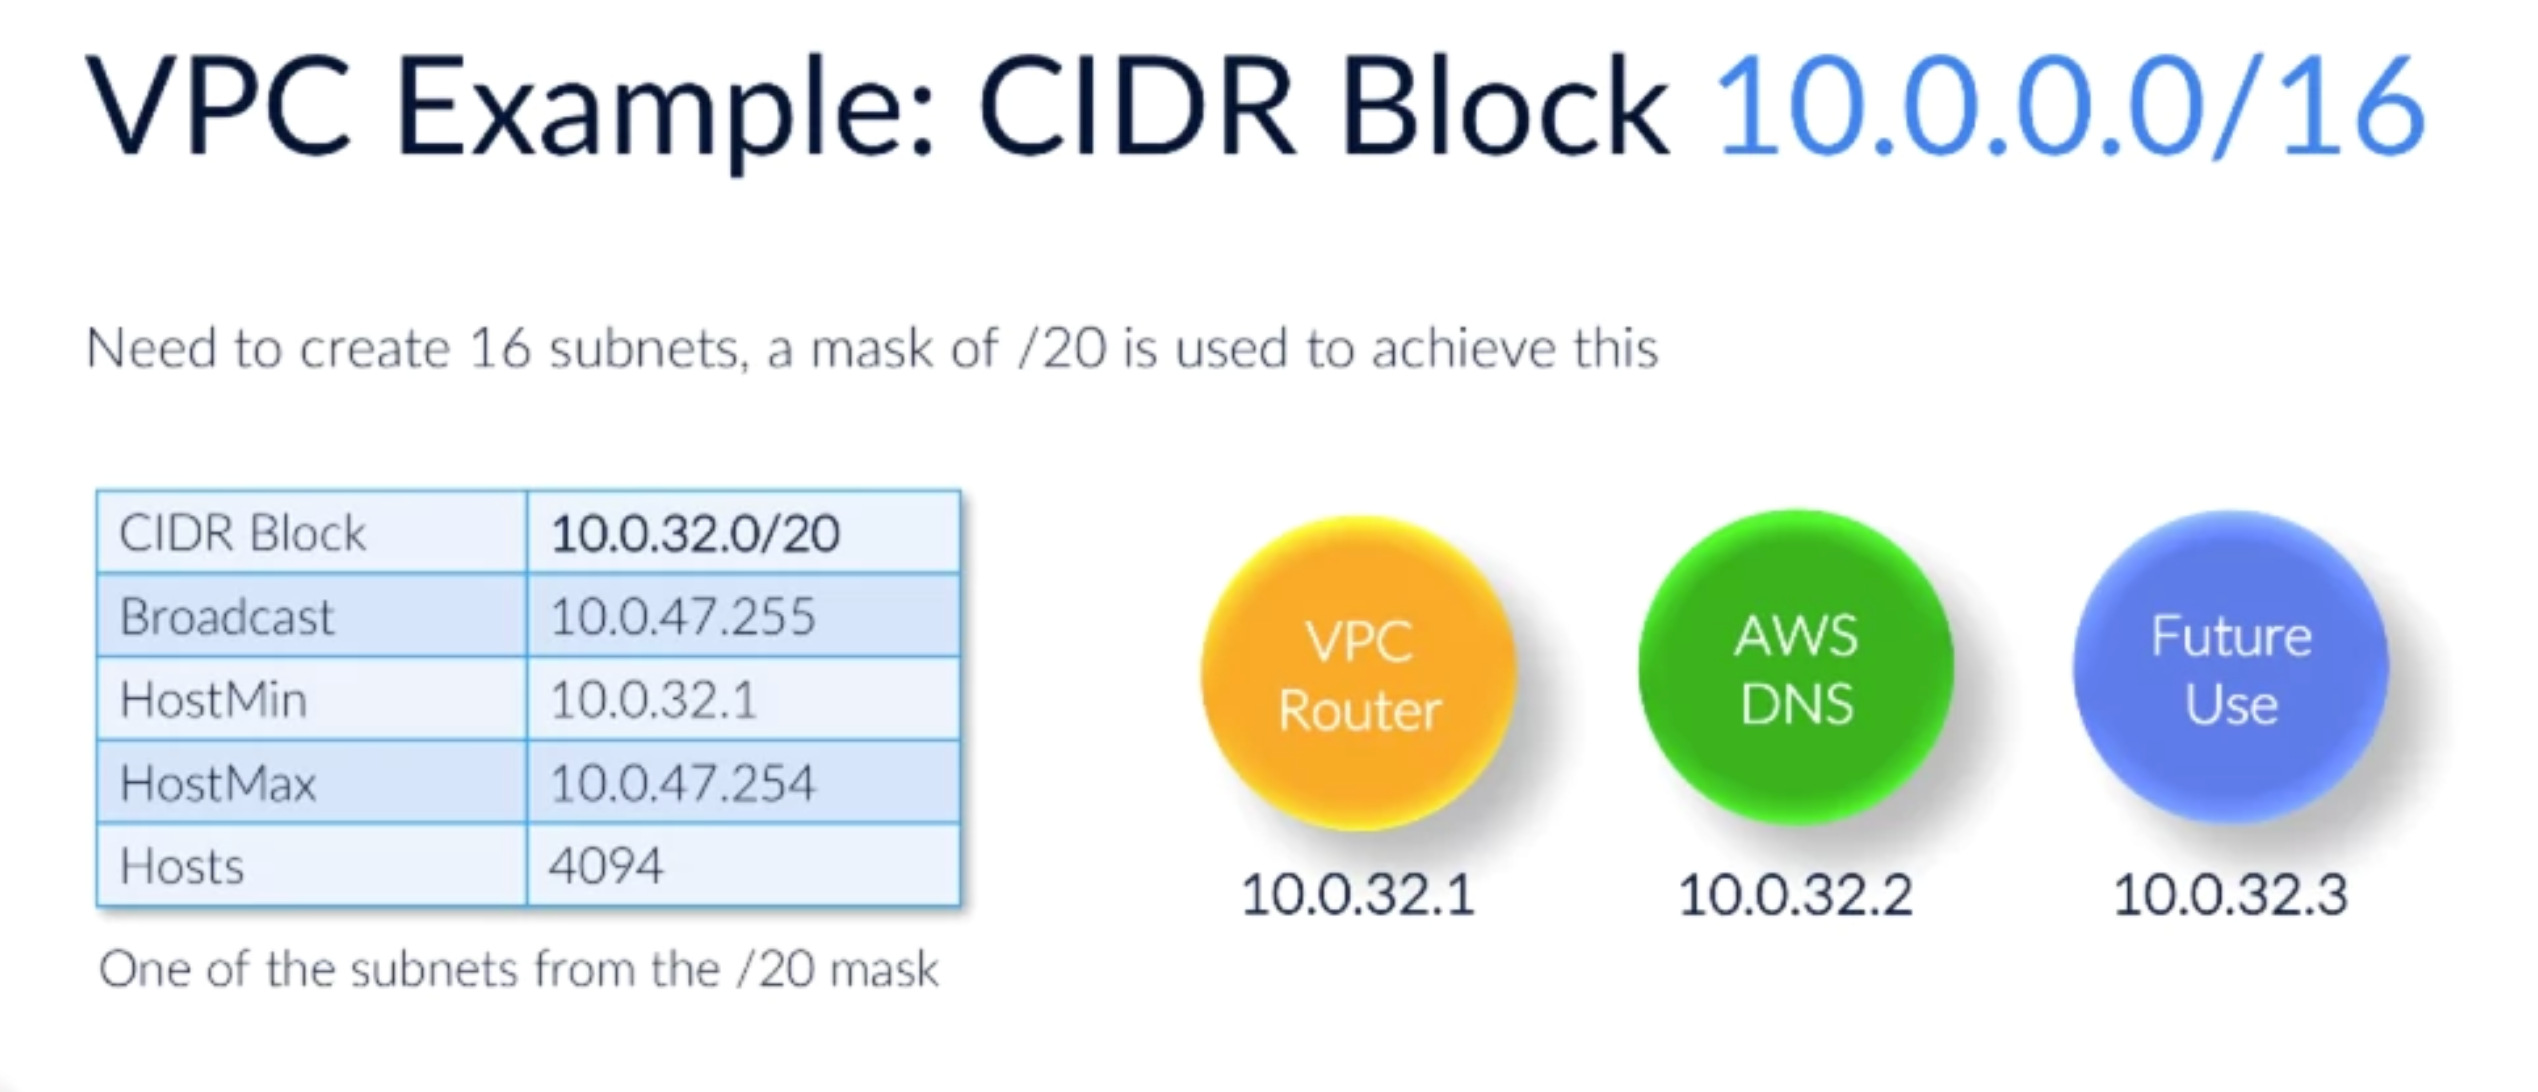 VPC Example: CIDR Block 10.0.0.0/16
Need to create 16 subnets, a mask of /20 is used to achieve this
CIDR Block 10.0.32.0/20
Broadcast 10.0.47.255
HostMin 10.0.32.1
HostMax 10.0.47.254
Hosts 4094
One of the subnets from the /20 mask
VPC
Router
10.0.32.1
AWS
DNS
10.0.32.2
Future
Use
10.0.32.3